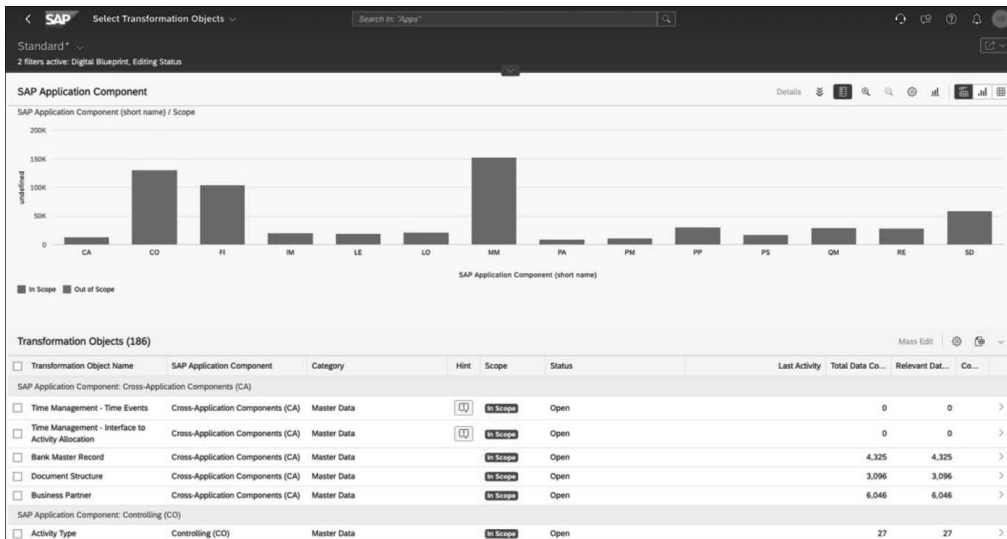 SAP Select Transformation Objects
Search In: "Apps"
Standard*
2 filters active: Digital Blueprint, Editing Status
SAP Application Component
Details
SAP Application Component (short name) / Scope
200K
150K
100K
50K
0
undefined
CA CO FI IM LE LO MM PA PM PP PS QM RE SD
SAP Application Component (short name)
In Scope Out of Scope
Transformation Objects (186)
Mass Edit
Transformation Object Name SAP Application Component Category Hint Scope Status Last Activity Total Data Co... Relevant Dat... Co...
SAP Application Component: Cross-Application Components (CA)
Time Management - Time Events Cross-Application Components (CA) Master Data In Scope Open 0 0
Time Management - Interface to
Activity Allocation Cross-Application Components (CA) Master Data In Scope Open 0 0
Bank Master Record Cross-Application Components (CA) Master Data In Scope Open 4,325 4,325
Document Structure Cross-Application Components (CA) Master Data In Scope Open 3,096 3,096
Business Partner Cross-Application Components (CA) Master Data In Scope Open 6,046 6,046
SAP Application Component: Controlling (CO)
Activity Type Controlling (CO) Master Data In Scope Open 27 27